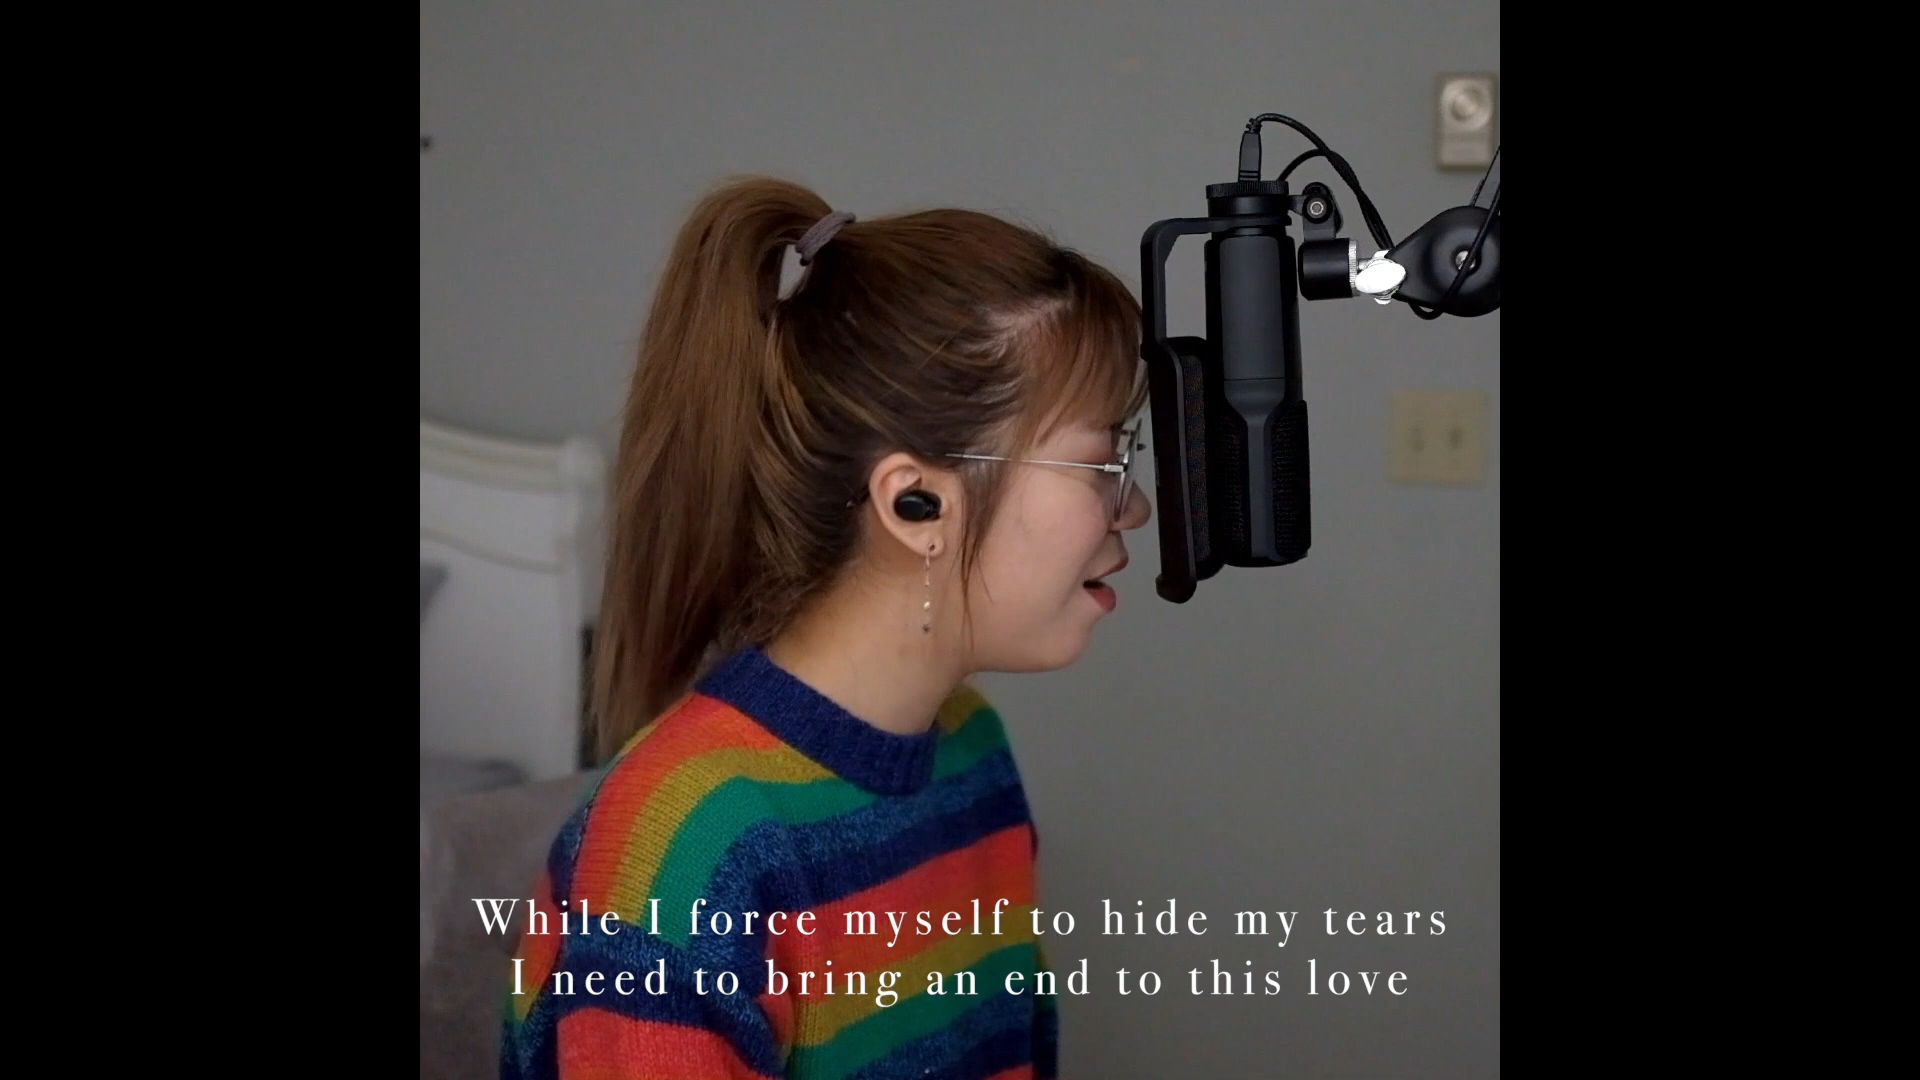 While I force myself to hide my tears
I need to bring an end to this love